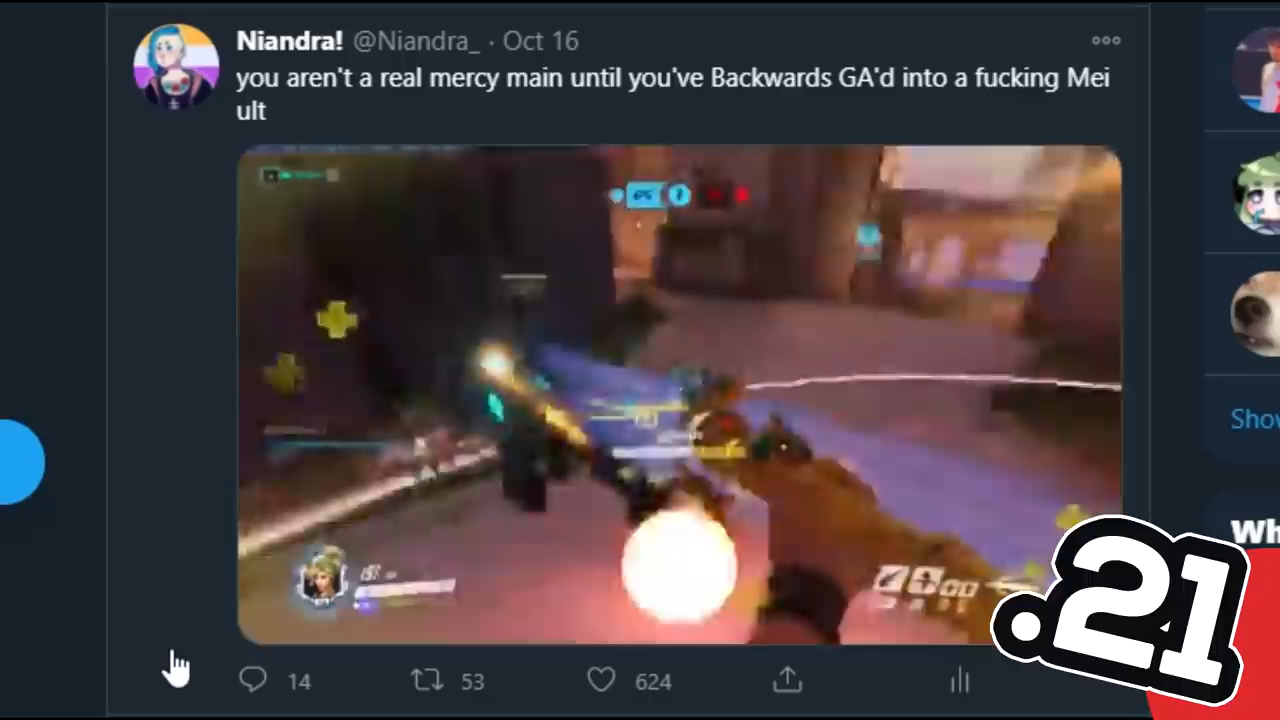 Niandra! @Niandra_ · Oct 16
you aren't a real mercy main until you've Backwards GA'd into a fucking Mei
ult
Show
Wh
14 53 624
.21